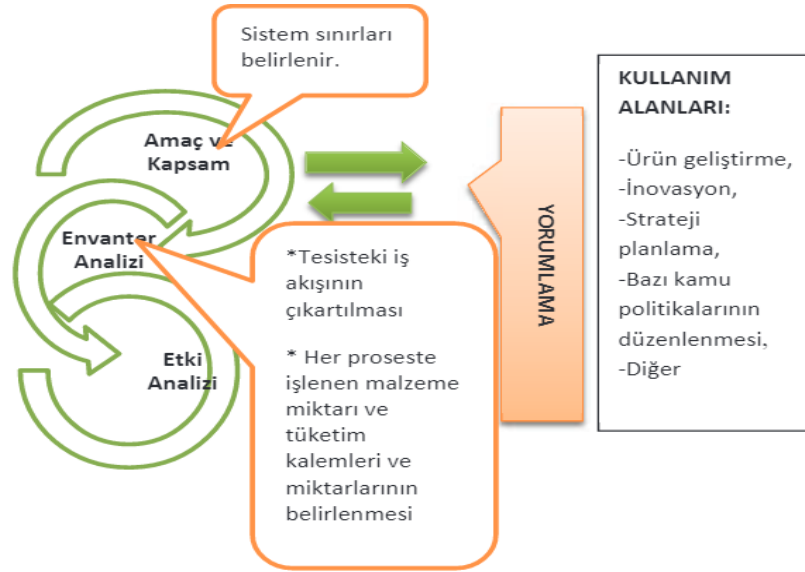 Sistem sınırları
belirlenir.
Amaç ve
Kapsam
Envanter
Analizi
Etki
Analizi
*Tesisteki iş
akışının
çıkartılması
* Her proseste
işlenen malzeme
miktarı ve
tüketim
kalemleri ve
miktarlarının
belirlenmesi
YORUMLAMA
KULLANIM
ALANLARI:
-Ürün geliştirme,
-İnovasyon,
-Strateji
planlama,
-Bazı kamu
politikalarının
düzenlenmesi,
-Diğer